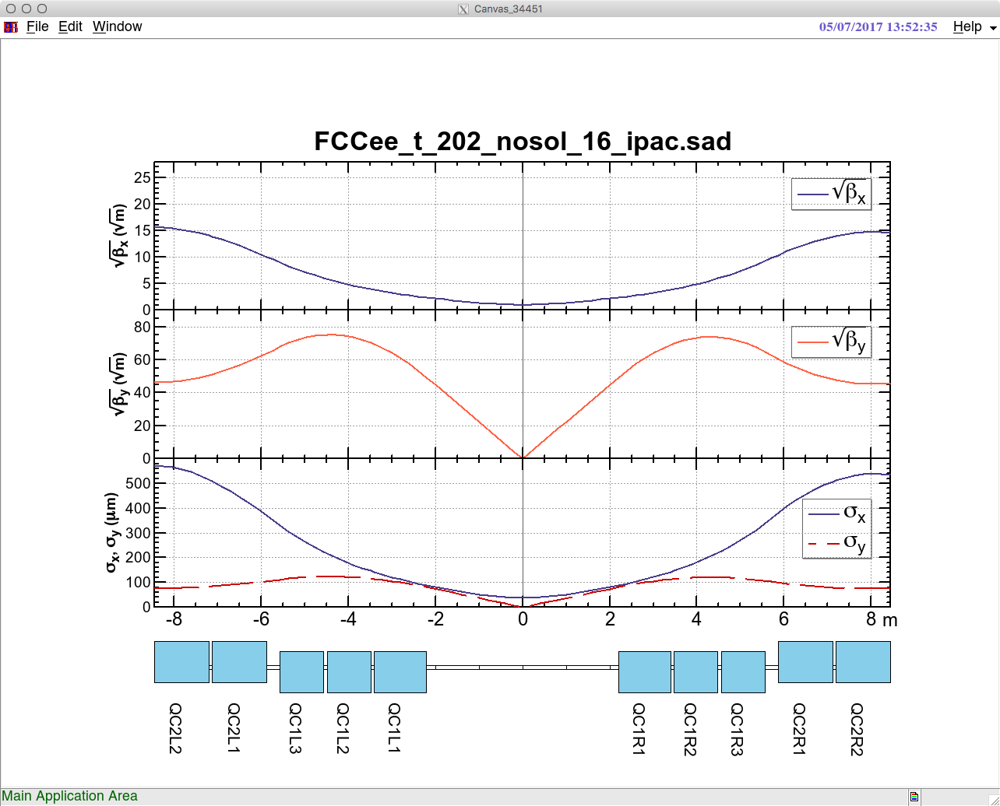 Canvas_34451
File Edit Window 05/07/2017 13:52:35 Help
FCCee_t_202_nosol_16_ipac.sad
√βx (√m)
25
20
15
10
5
0
√βx
√βy (√m)
80
60
40
20
0
√βy
σx, σy (μm)
500
400
300
200
100
0
σx
σy
-8 -6 -4 -2 0 2 4 6 8 m
QC2L2 QC2L1 QC1L3 QC1L2 QC1L1 QC1R1 QC1R2 QC1R3 QC2R1 QC2R2
Main Application Area